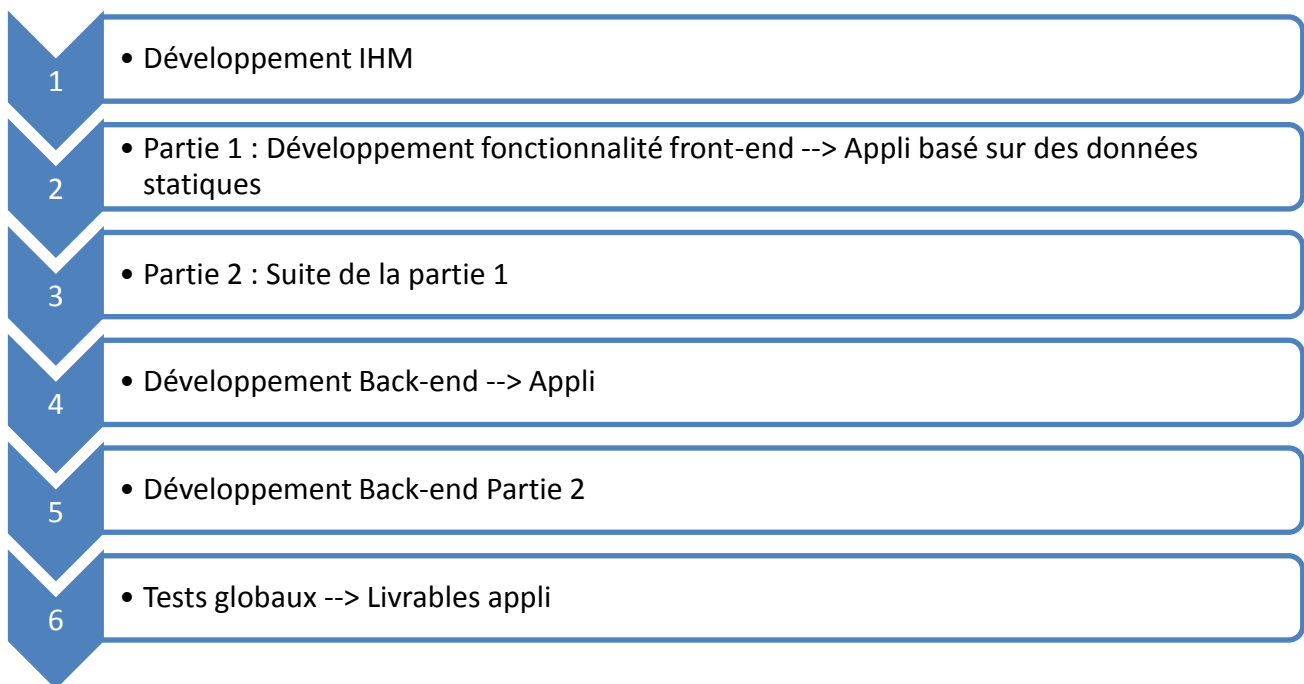 1
• Développement IHM
2
• Partie 1 : Développement fonctionnalité front-end --> Appli basé sur des données
statiques
3
• Partie 2 : Suite de la partie 1
4
• Développement Back-end --> Appli
5
• Développement Back-end Partie 2
6
• Tests globaux --> Livrables appli